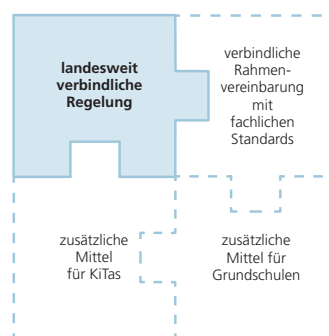 landesweit
verbindliche
Regelung
verbindliche
Rahmen-
vereinbarung
mit
fachlichen
Standards
zusätzliche
Mittel
für KiTas
zusätzliche
Mittel für
Grundschulen